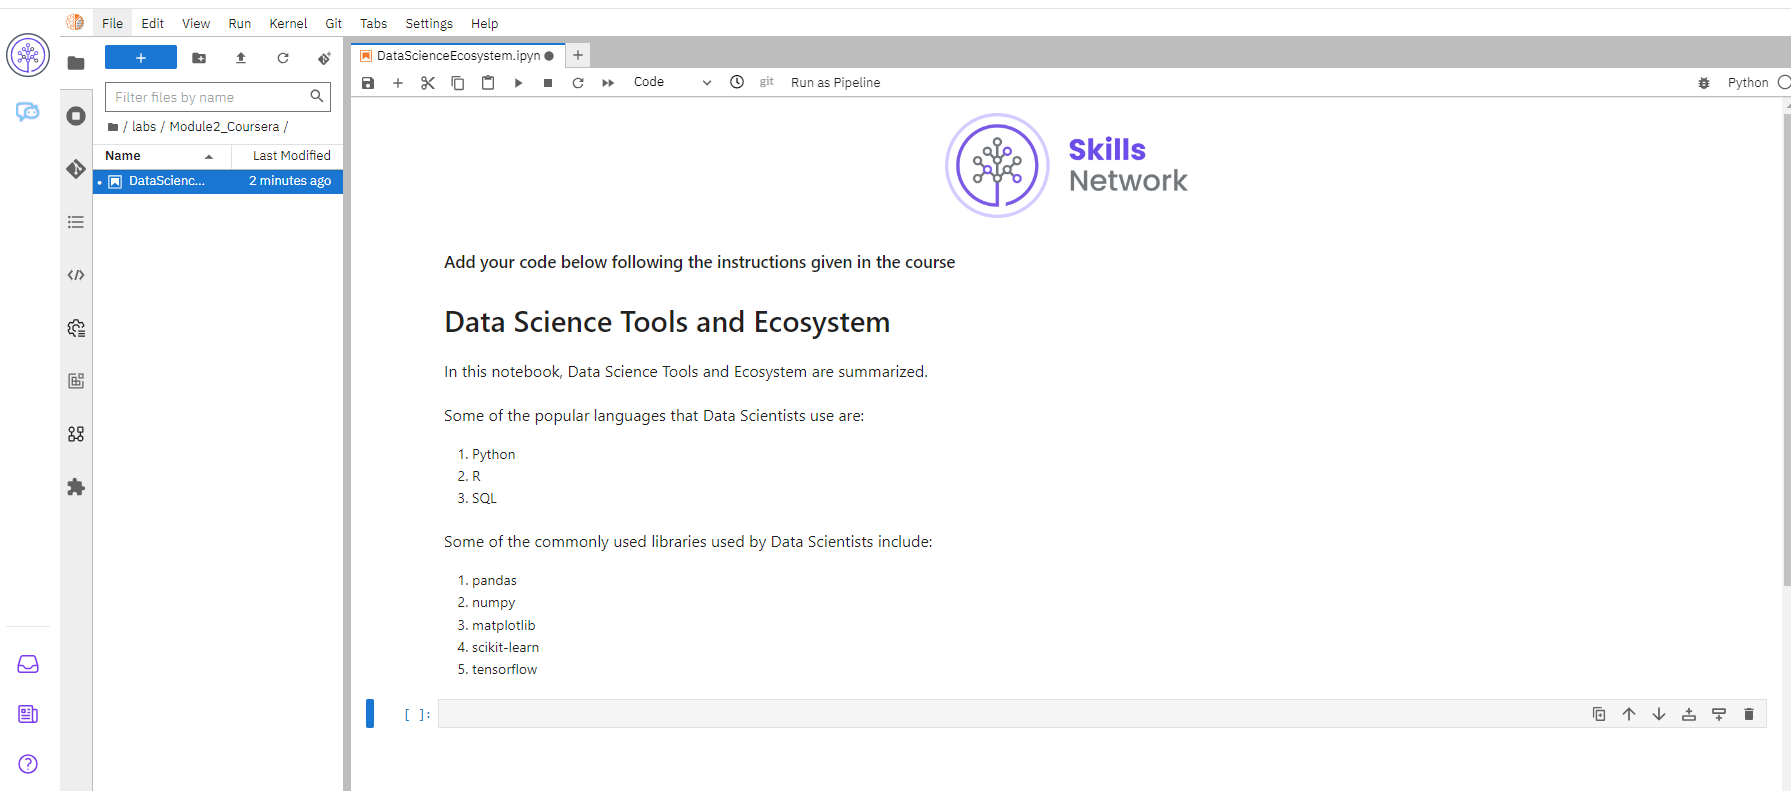 File Edit View Run Kernel Git Tabs Settings Help
DataScienceEcosystem.ipyn
Code
git
Run as Pipeline
Python
Filter files by name
/ labs / Module2_Coursera /
Name Last Modified
DataScienc... 2 minutes ago
Skills
Network
Add your code below following the instructions given in the course
Data Science Tools and Ecosystem
In this notebook, Data Science Tools and Ecosystem are summarized.
Some of the popular languages that Data Scientists use are:
1. Python
2. R
3. SQL
Some of the commonly used libraries used by Data Scientists include:
1. pandas
2. numpy
3. matplotlib
4. scikit-learn
5. tensorflow
[ ]: